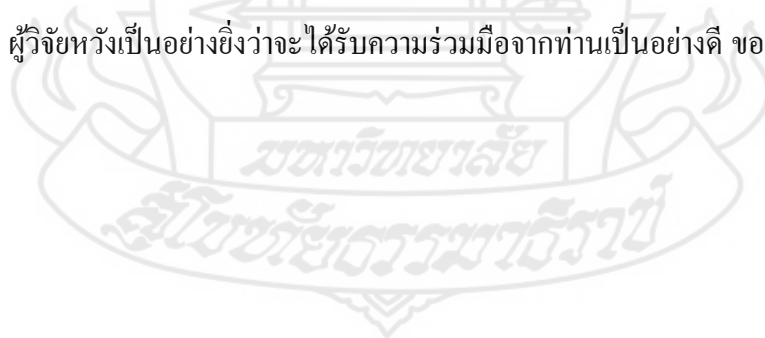 ผู้วิจัยหวังเป็นอย่างยิ่งว่าจะได้รับความร่วมมือจากท่านเป็นอย่างดี ขอ
มหาวิทยาลัย
สุโขทัยธรรมาธิราช